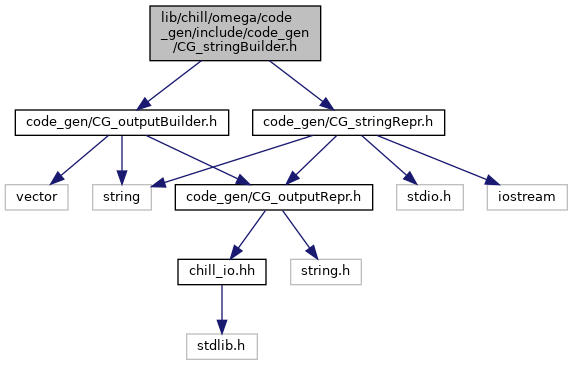 lib/chill/omega/code
_gen/include/code_gen
/CG_stringBuilder.h
code_gen/CG_outputBuilder.h
code_gen/CG_stringRepr.h
vector
string
code_gen/CG_outputRepr.h
stdio.h
iostream
chill_io.hh
string.h
stdlib.h